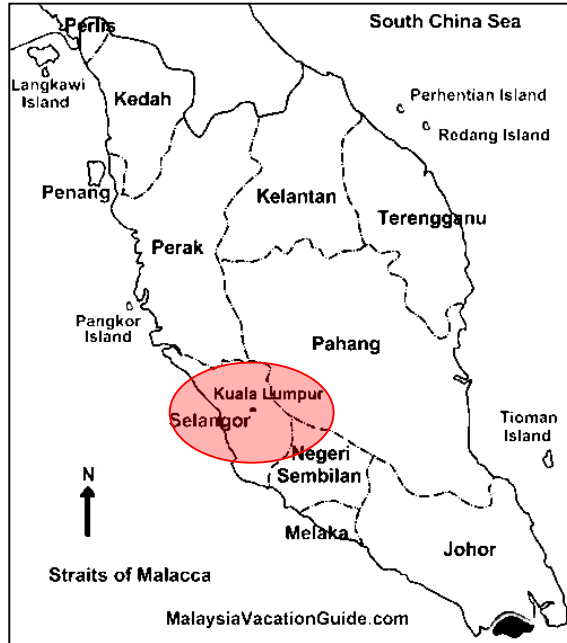 South China Sea
Perlis
Langkawi
Island
Kedah
Perhentian Island
Redang Island
Penang
Kelantan
Terengganu
Perak
Pangkor
Island
Pahang
Kuala Lumpur
Selangor
Tioman
Island
Negeri
Sembilan
N
Melaka
Johor
Straits of Malacca
MalaysiaVacationGuide.com